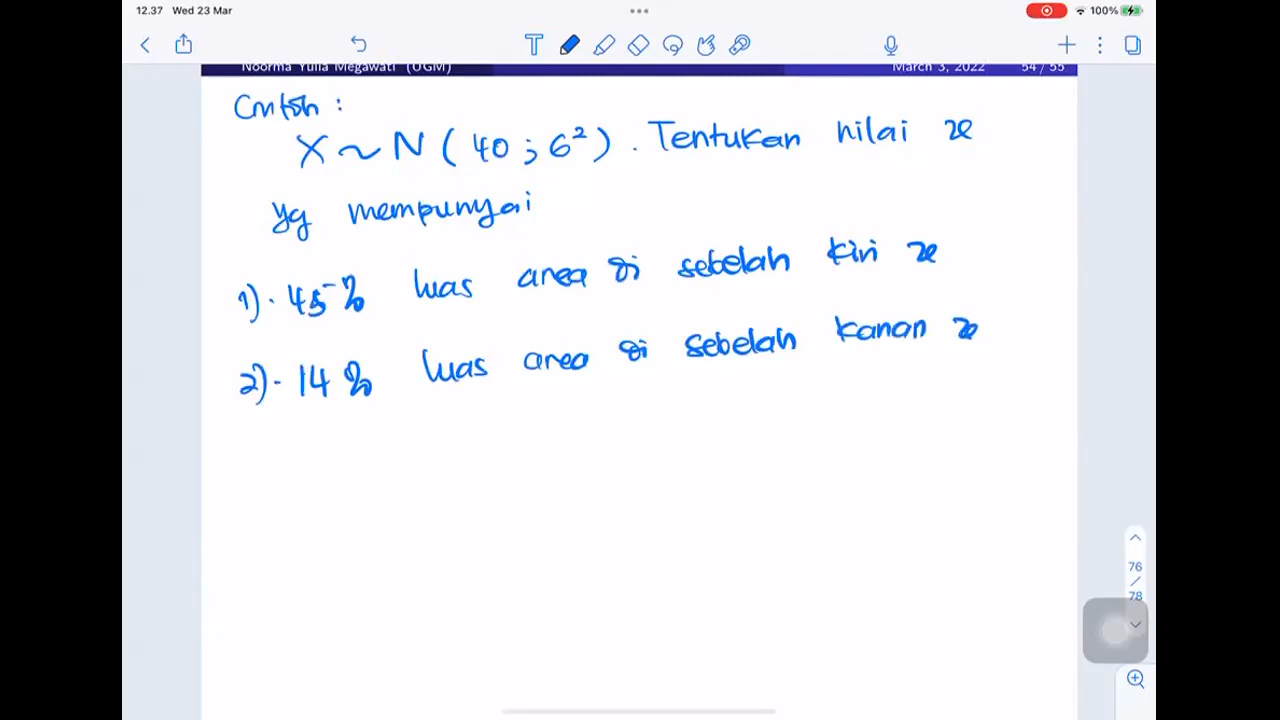 12.37 Wed 23 Mar
100%
Noorma Yulia Megawati (UGM) March 3, 2022 54 / 55
Contoh :
X ~ N ( 40 ; 6² ) . Tentukan nilai x
yg mempunyai
1). 45% luas area di sebelah kiri x
2). 14% luas area di sebelah kanan x
76
/
78